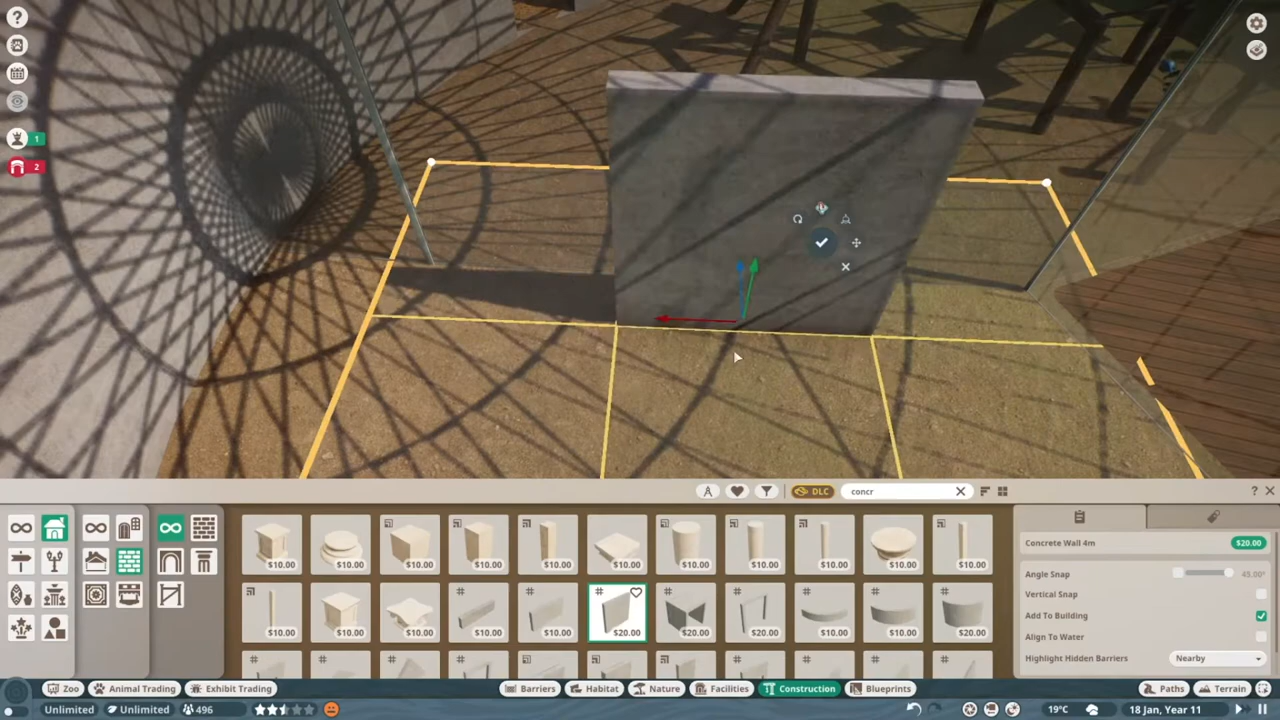 ?
1
2
DLC
concr
?
$10.00 $10.00 $10.00 $10.00 $10.00 $10.00 $10.00 $10.00 $10.00 $10.00 $10.00
$10.00 $10.00 $10.00 $10.00 $10.00 $20.00 $20.00 $20.00 $10.00 $10.00 $20.00
Concrete Wall 4m $20.00
Angle Snap 45.00°
Vertical Snap
Add To Building
Align To Water
Highlight Hidden Barriers Nearby
Zoo Animal Trading Exhibit Trading Barriers Habitat Nature Facilities Construction Blueprints Paths Terrain
Unlimited Unlimited 496 19°C 18 Jan, Year 11